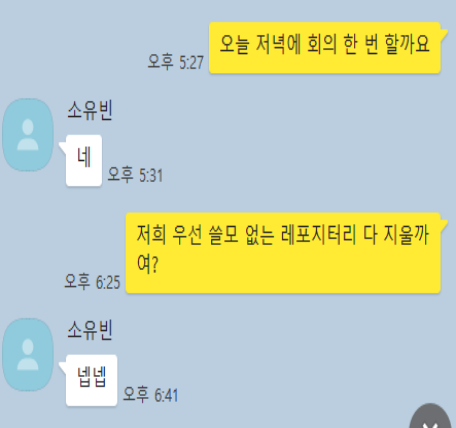 오늘 저녁에 회의 한 번 할까요
오후 5:27
소유빈
네
오후 5:31
저희 우선 쓸모 없는 레포지터리 다 지울까
여?
오후 6:25
소유빈
넵넵
오후 6:41